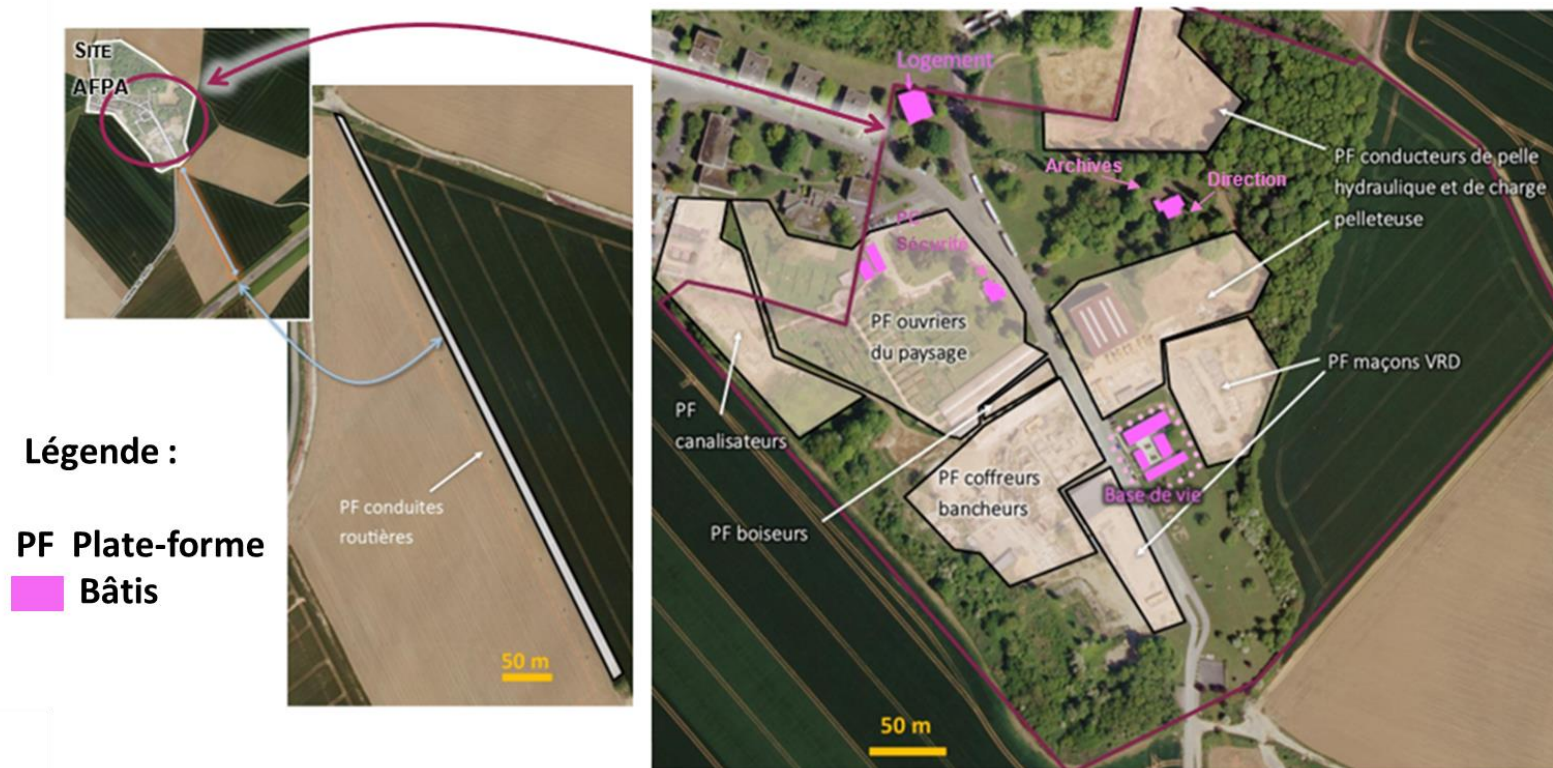 SITE
AFPA
Légende :
PF Plate-forme
Bâtis
PF conduites
routières
50 m
Logement
Archives
Direction
PF conducteurs de pelle
hydraulique et de charge
pelleteuse
PF
Sécurité
PF ouvriers
du paysage
PF maçons VRD
PF
canalisateurs
PF coffreurs
bancheurs
Base de vie
PF boiseurs
50 m